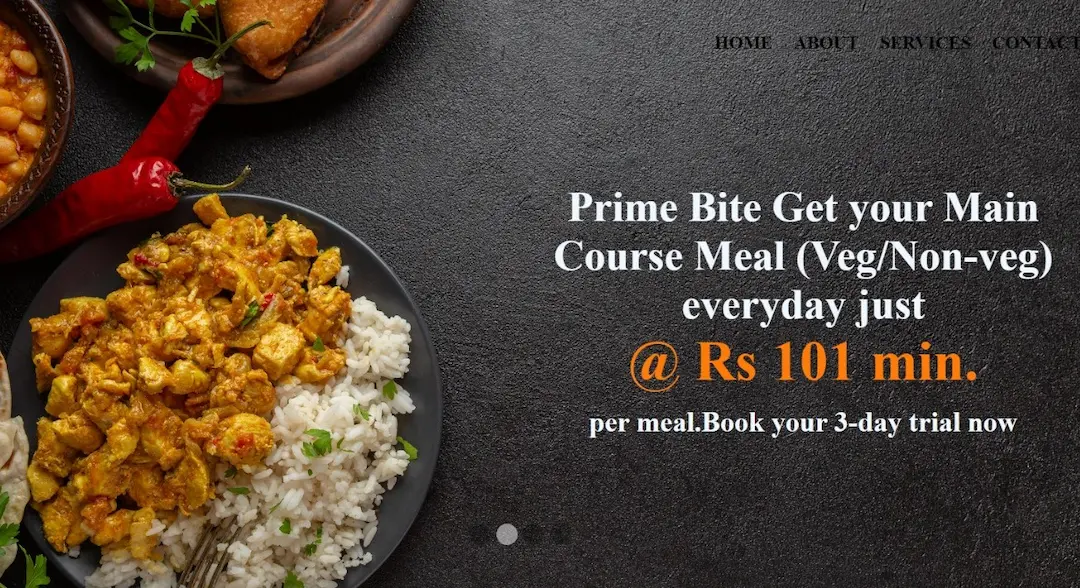 HOME ABOUT SERVICES CONTACT
Prime Bite Get your Main
Course Meal (Veg/Non-veg)
everyday just
@ Rs 101 min.
per meal.Book your 3-day trial now